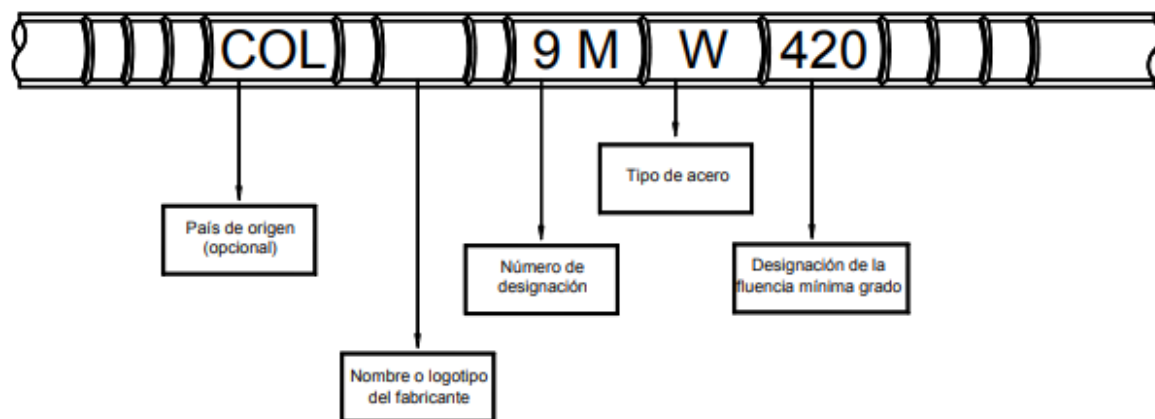 COL 9 M W 420
Tipo de acero
País de origen
(opcional)
Número de
designación
Designación de la
fluencia mínima grado
Nombre o logotipo
del fabricante